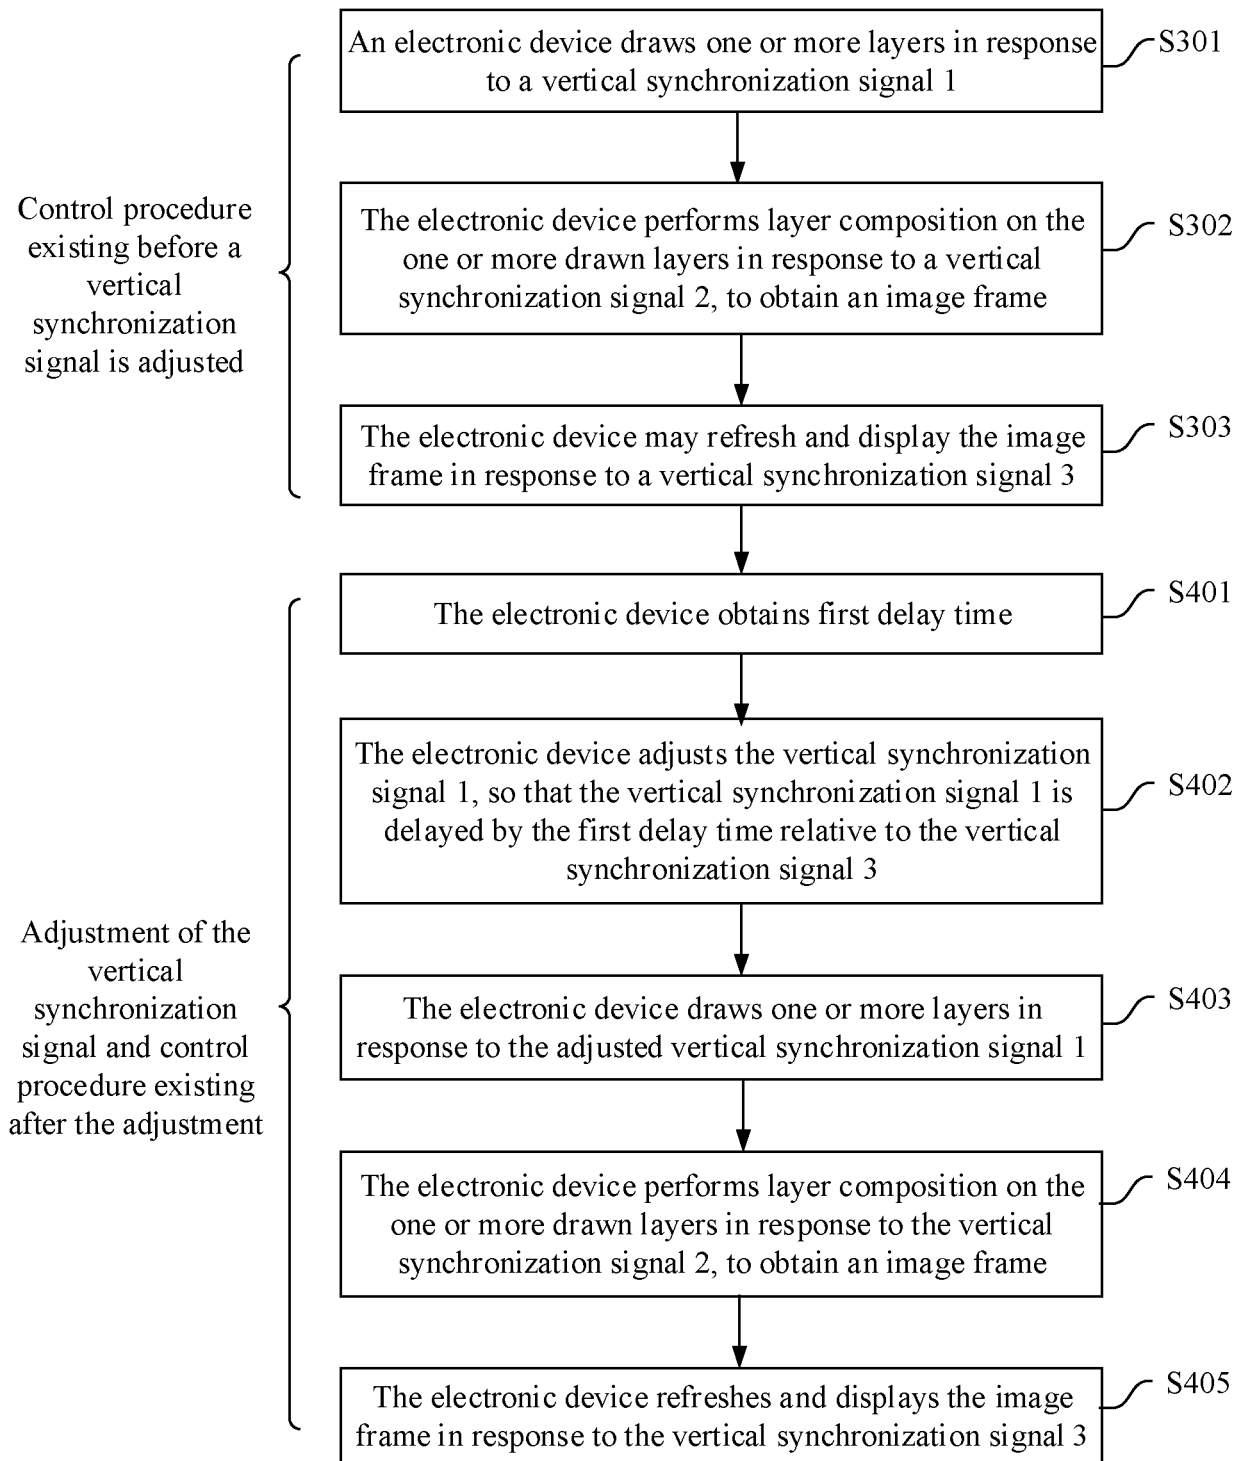 An electronic device draws one or more layers in response
to a vertical synchronization signal 1
S301
Control procedure
existing before a
vertical
synchronization
signal is adjusted
The electronic device performs layer composition on the
one or more drawn layers in response to a vertical
synchronization signal 2, to obtain an image frame
S302
The electronic device may refresh and display the image
frame in response to a vertical synchronization signal 3
S303
The electronic device obtains first delay time
S401
The electronic device adjusts the vertical synchronization
signal 1, so that the vertical synchronization signal 1 is
delayed by the first delay time relative to the vertical
synchronization signal 3
S402
Adjustment of the
vertical
synchronization
signal and control
procedure existing
after the adjustment
The electronic device draws one or more layers in
response to the adjusted vertical synchronization signal 1
S403
The electronic device performs layer composition on the
one or more drawn layers in response to the vertical
synchronization signal 2, to obtain an image frame
S404
The electronic device refreshes and displays the image
frame in response to the vertical synchronization signal 3
S405